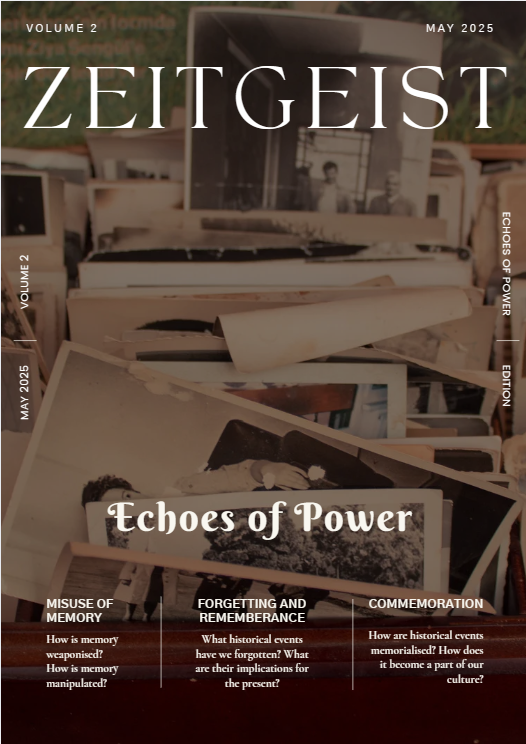 VOLUME 2
MAY 2025
ZEITGEIST
VOLUME 2
MAY 2025
ECHOES OF POWER
EDITION
Echoes of Power
MISUSE OF
MEMORY
How is memory
weaponised?
How is memory
manipulated?
FORGETTING AND
REMEMBERANCE
What historical events
have we forgotten? What
are their implications for
the present?
COMMEMORATION
How are historical events
memorialised? How does
it become a part of our
culture?